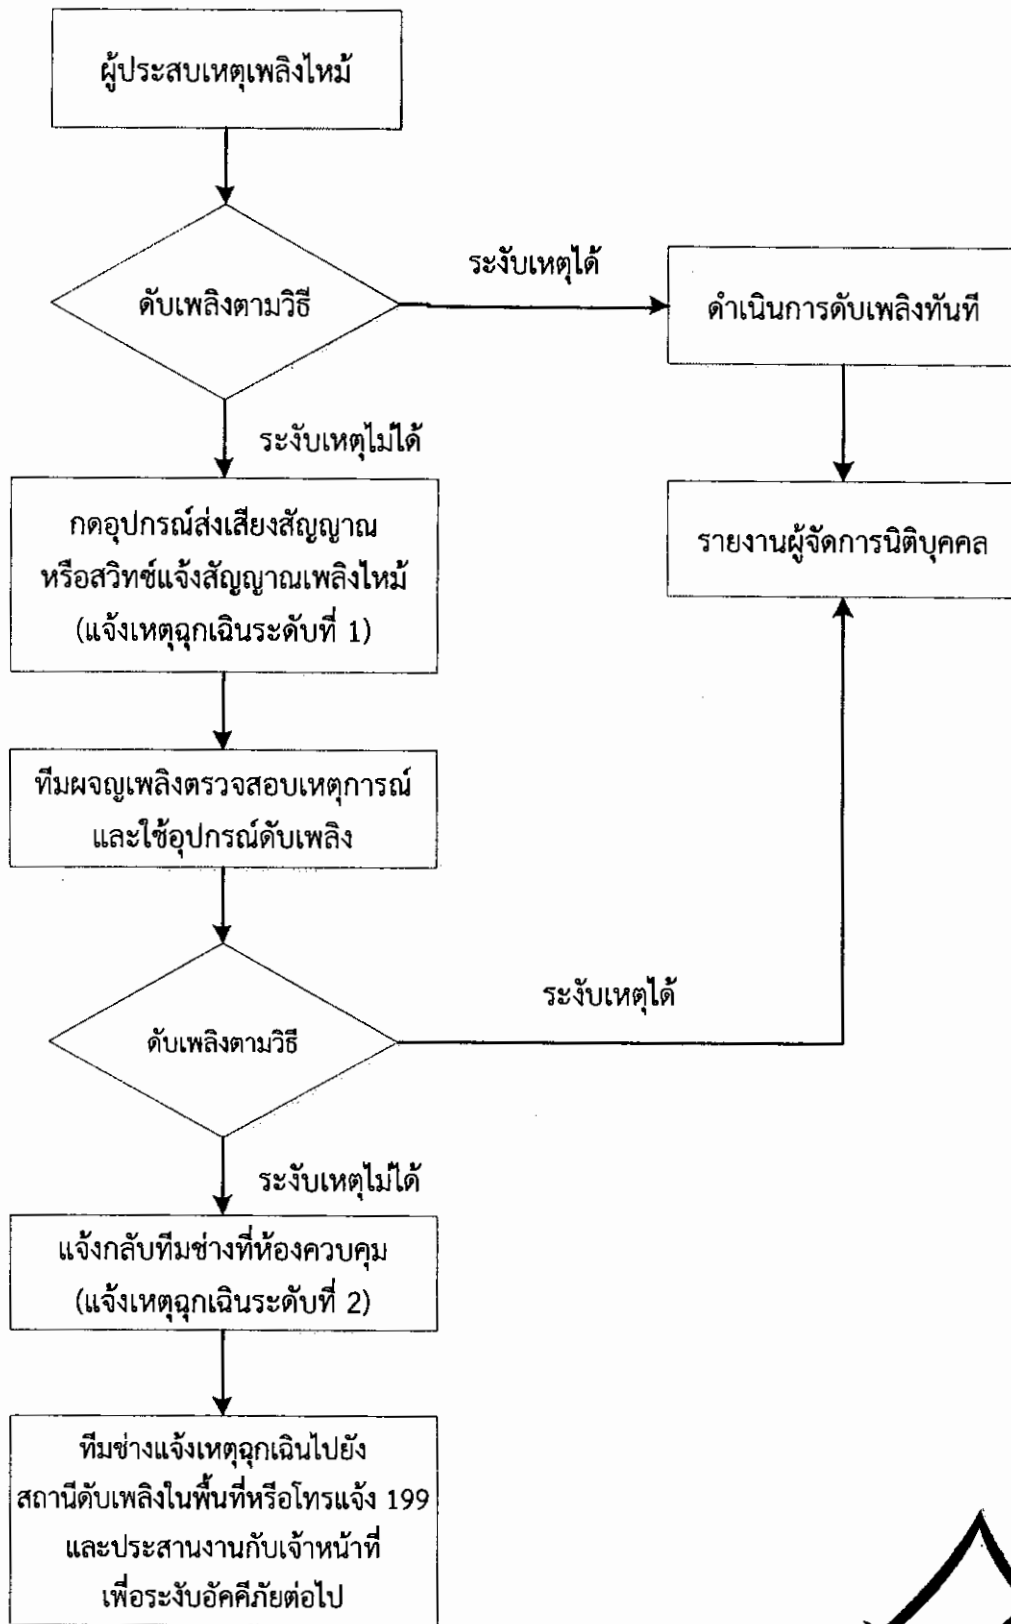 ผู้ประสบเหตุเพลิงไหม้
ดับเพลิงตามวิธี
ระงับเหตุได้
ดำเนินการดับเพลิงทันที
ระงับเหตุไม่ได้
รายงานผู้จัดการนิติบุคคล
กดอุปกรณ์ส่งเสียงสัญญาณ
หรือสวิทซ์แจ้งสัญญาณเพลิงไหม้
(แจ้งเหตุฉุกเฉินระดับที่ 1)
ทีมผจญเพลิงตรวจสอบเหตุการณ์
และใช้อุปกรณ์ดับเพลิง
ดับเพลิงตามวิธี
ระงับเหตุได้
ระงับเหตุไม่ได้
แจ้งกลับทีมช่างที่ห้องควบคุม
(แจ้งเหตุฉุกเฉินระดับที่ 2)
ทีมช่างแจ้งเหตุฉุกเฉินไปยัง
สถานีดับเพลิงในพื้นที่หรือโทรแจ้ง 199
และประสานงานกับเจ้าหน้าที่
เพื่อระงับอัคคีภัยต่อไป